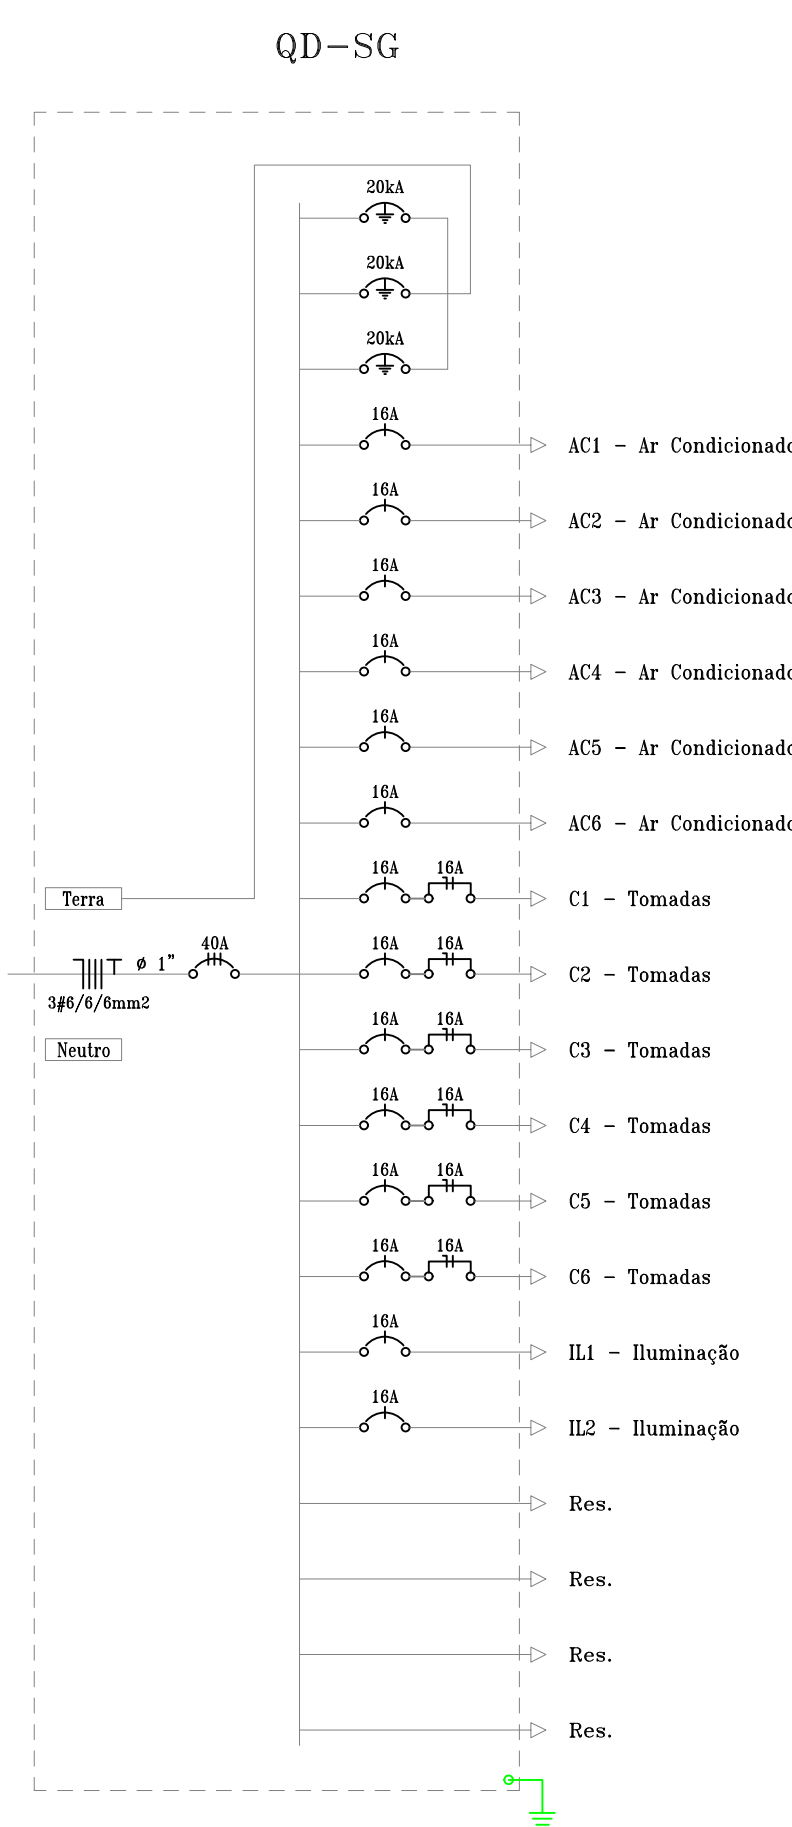 QD-SG
20kA
20kA
20kA
16A
AC1 - Ar Condicionado
16A
AC2 - Ar Condicionado
16A
AC3 - Ar Condicionado
16A
AC4 - Ar Condicionado
16A
AC5 - Ar Condicionado
16A
AC6 - Ar Condicionado
16A 16A
Terra C1 - Tomadas
40A 16A 16A
ø 1" C2 - Tomadas
3#6/6/6mm2
16A 16A
Neutro C3 - Tomadas
16A 16A
C4 - Tomadas
16A 16A
C5 - Tomadas
16A 16A
C6 - Tomadas
16A
IL1 - Iluminação
16A
IL2 - Iluminação
Res.
Res.
Res.
Res.